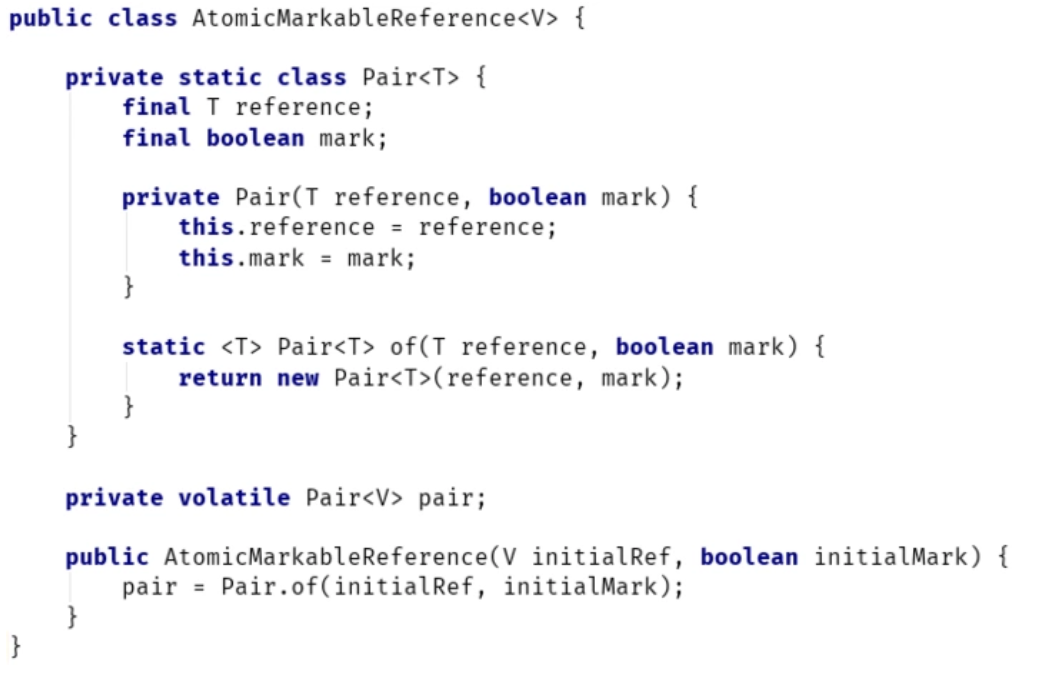 public class AtomicMarkableReference<V> {
private static class Pair<T> {
final T reference;
final boolean mark;
private Pair(T reference, boolean mark) {
this.reference = reference;
this.mark = mark;
}
static <T> Pair<T> of(T reference, boolean mark) {
return new Pair<T>(reference, mark);
}
}
private volatile Pair<V> pair;
public AtomicMarkableReference(V initialRef, boolean initialMark) {
pair = Pair.of(initialRef, initialMark);
}
}